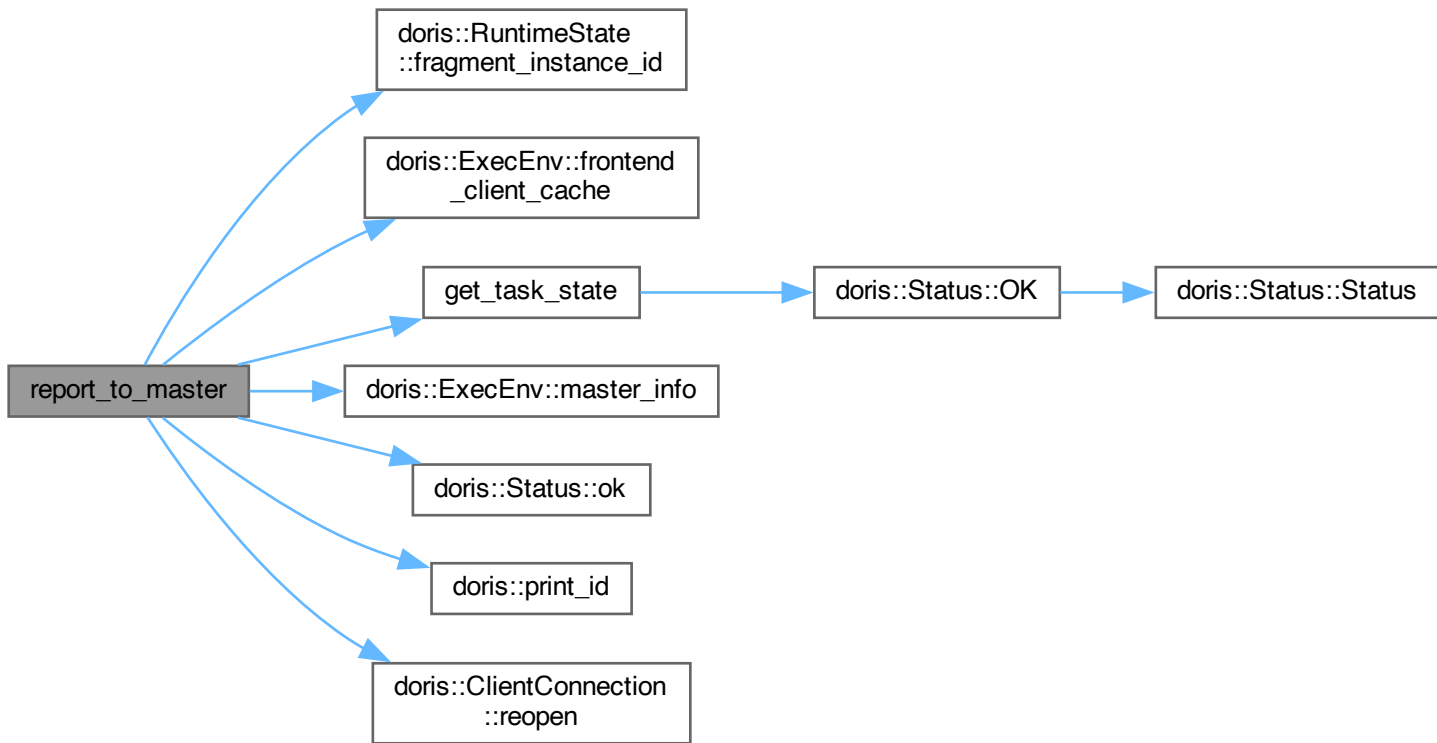 doris::RuntimeState
::fragment_instance_id
doris::ExecEnv::frontend
_client_cache
get_task_state
doris::Status::OK
doris::Status::Status
report_to_master
doris::ExecEnv::master_info
doris::Status::ok
doris::print_id
doris::ClientConnection
::reopen